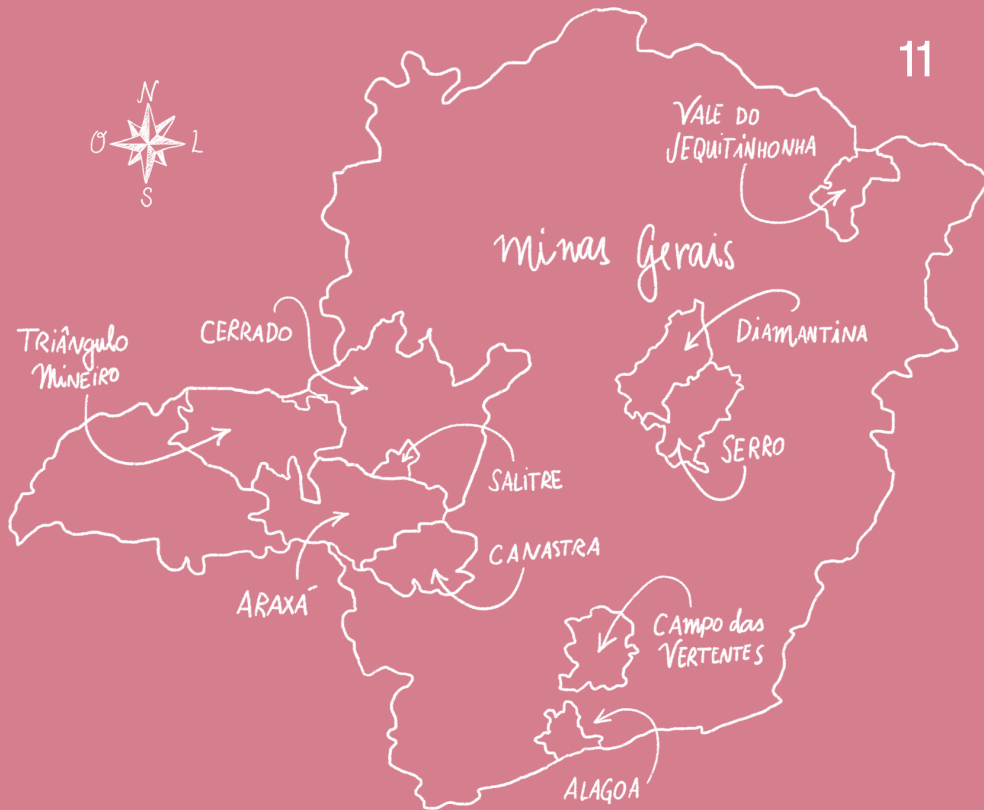 11
N
O L
S
VALE DO
JEQUITINHONHA
Minas Gerais
TRIÂNGULO
MINEIRO
CERRADO
DIAMANTINA
SERRO
SALITRE
CANASTRA
ARAXÁ
CAMPO das
VERTENTES
ALAGOA